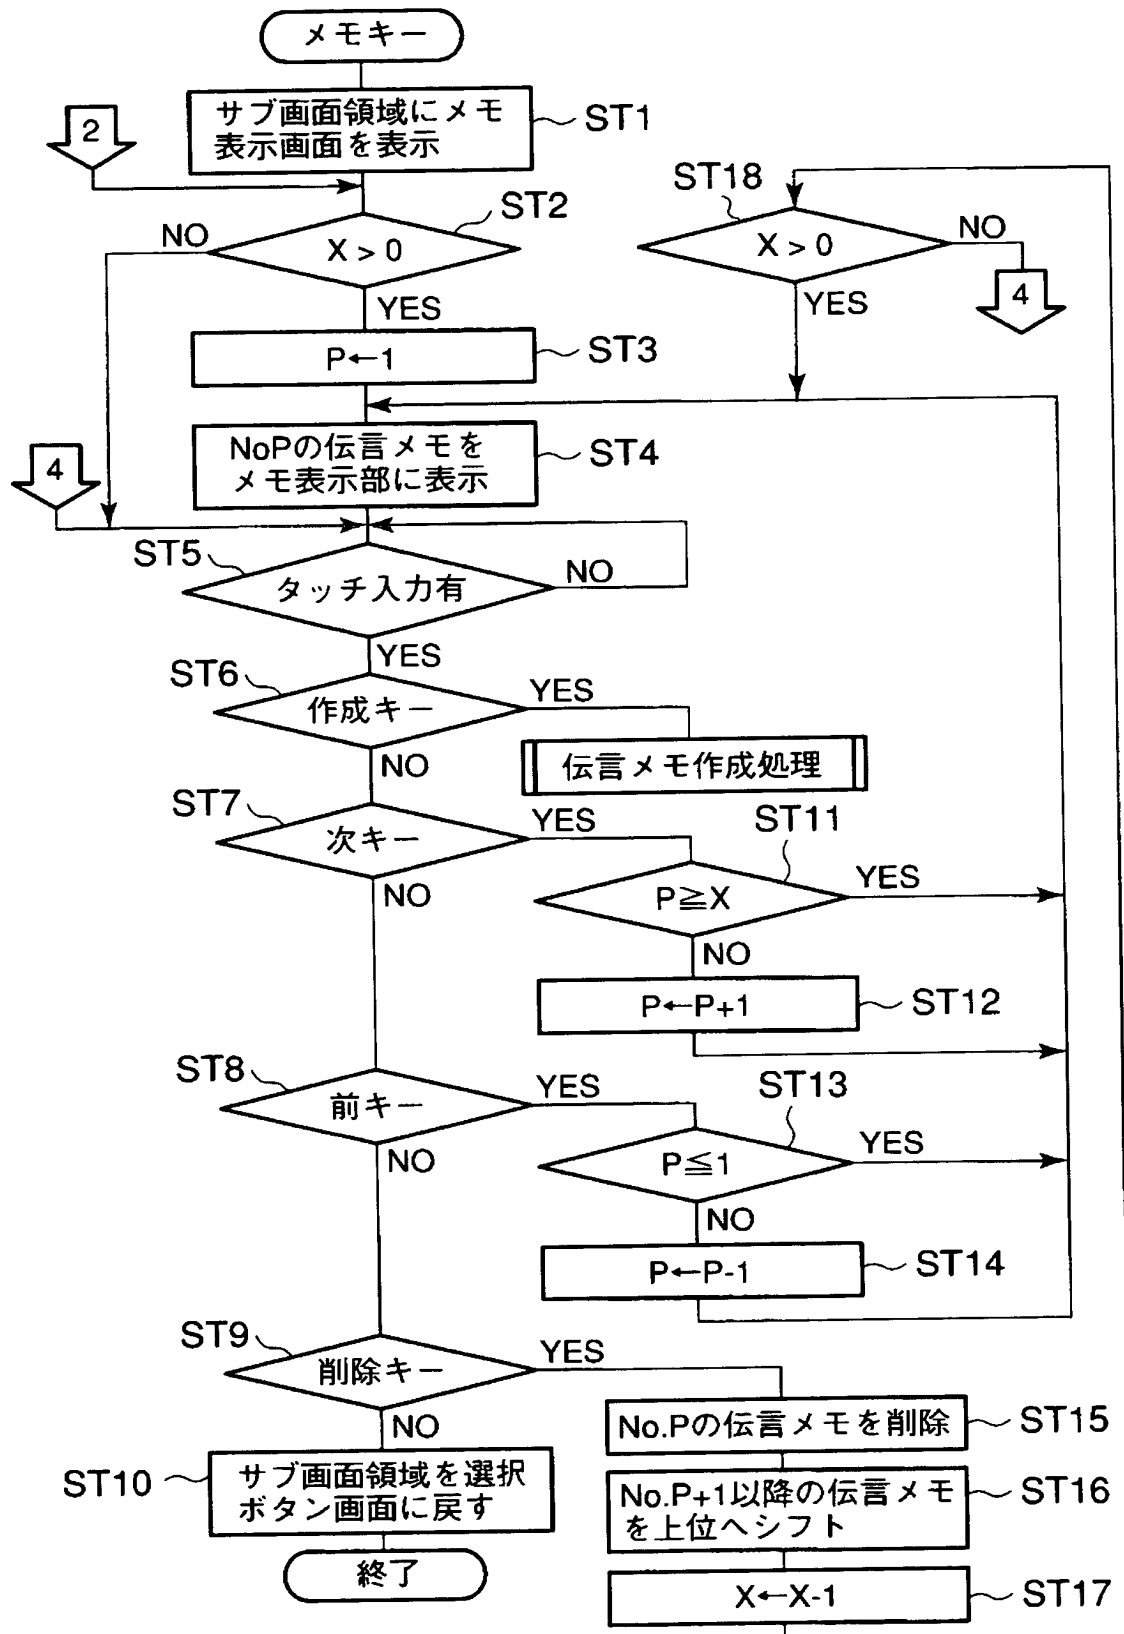 メモキー
サブ画面領域にメモ
表示画面を表示
ST1
2
ST2
X > 0
NO
YES
ST18
X > 0
NO
YES
4
P←1
ST3
NoPの伝言メモを
メモ表示部に表示
ST4
4
ST5
タッチ入力有
NO
YES
ST6
作成キー
YES
NO
伝言メモ作成処理
ST7
次キー
YES
NO
ST11
P≧X
YES
NO
P←P+1
ST12
ST8
前キー
YES
NO
ST13
P≦1
YES
NO
P←P-1
ST14
ST9
削除キー
YES
NO
No.Pの伝言メモを削除
ST15
ST10
サブ画面領域を選択
ボタン画面に戻す
No.P+1以降の伝言メモ
を上位へシフト
ST16
終了
X←X-1
ST17